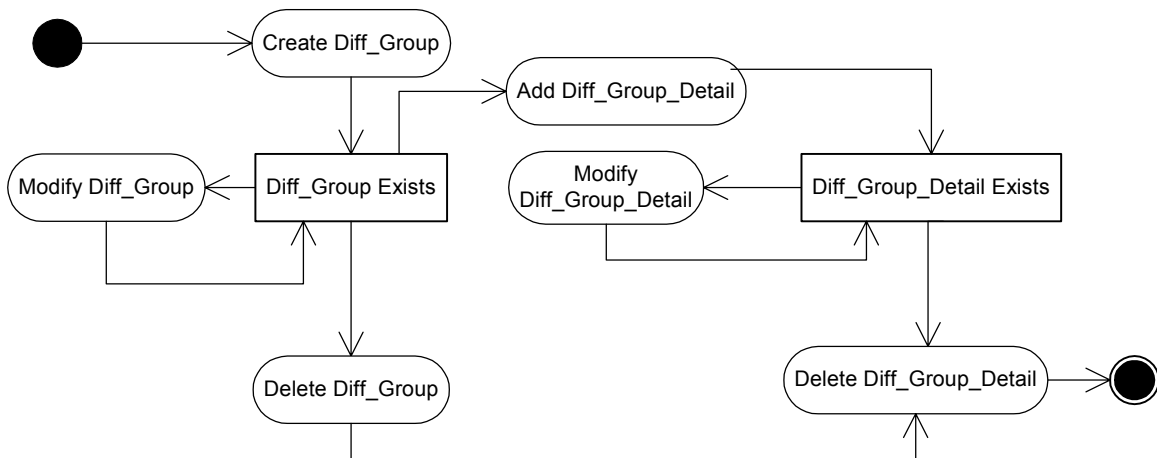 Create Diff_Group
Add Diff_Group_Detail
Modify Diff_Group
Diff_Group Exists
Modify
Diff_Group_Detail
Diff_Group_Detail Exists
Delete Diff_Group
Delete Diff_Group_Detail